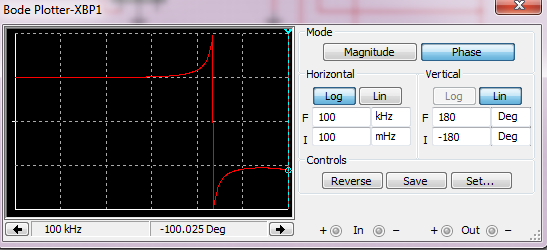 Bode Plotter-XBP1
Mode
Magnitude Phase
Horizontal Vertical
Log Lin Log Lin
F 100 kHz F 180 Deg
I 100 mHz I -180 Deg
Controls
Reverse Save Set...
100 kHz -100.025 Deg
+ In − + Out −